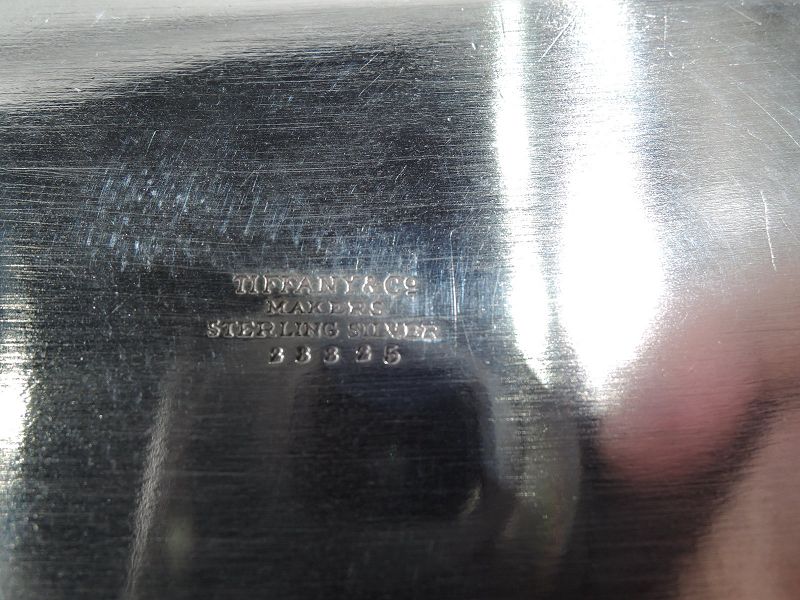 TIFFANY & Co
MAKERS
STERLING SILVER
23325